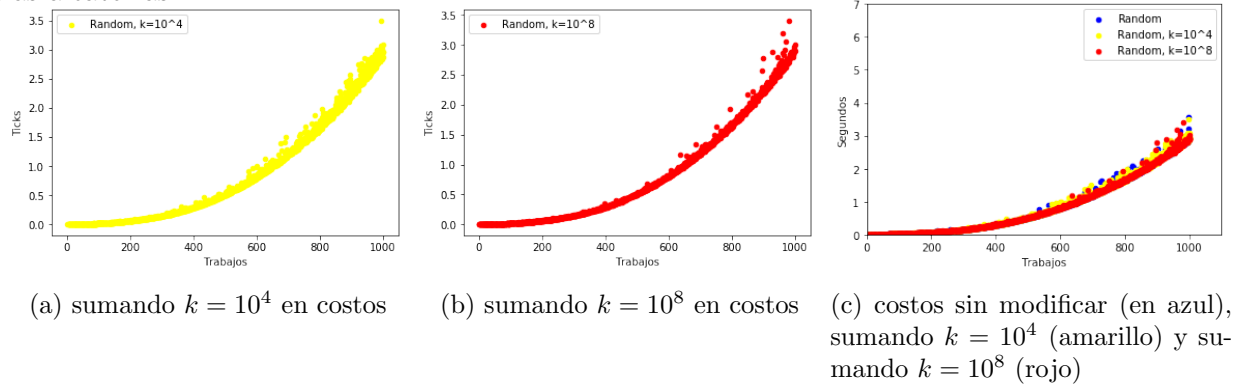 Random, k=10^4
3.5
3.0
2.5
2.0
1.5
1.0
0.5
0.0
Ticks
0 200 400 600 800 1000
Trabajos
(a) sumando k = 10^4 en costos
Random, k=10^8
3.5
3.0
2.5
2.0
1.5
1.0
0.5
0.0
Ticks
0 200 400 600 800 1000
Trabajos
(b) sumando k = 10^8 en costos
Random
Random, k=10^4
Random, k=10^8
7
6
5
4
3
2
1
0
Segundos
0 200 400 600 800 1000
Trabajos
(c) costos sin modificar (en azul),
sumando k = 10^4 (amarillo) y su-
mando k = 10^8 (rojo)